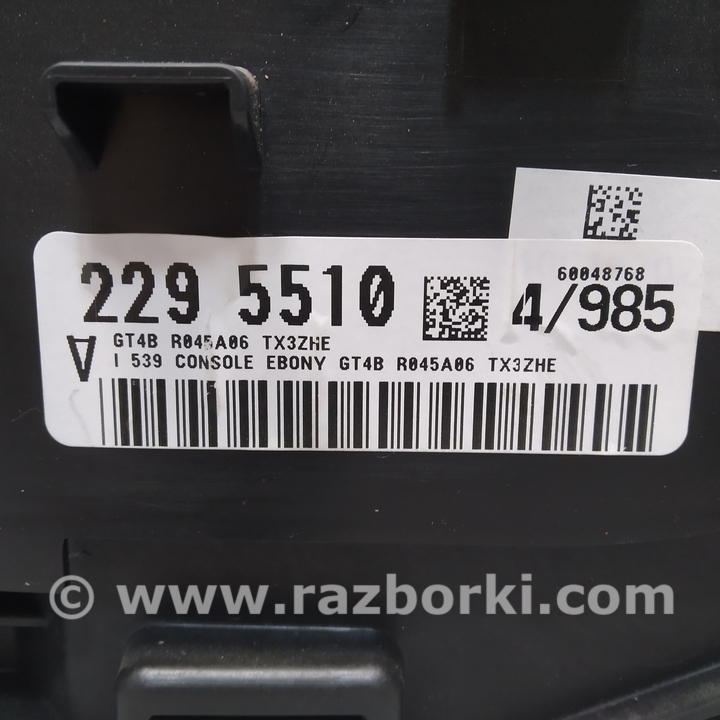 229 5510
60048768
4/985
A
GT4B R045A06 TX3ZHE
I 539 CONSOLE EBONY GT4B R045A06 TX3ZHE
© www.razborki.com